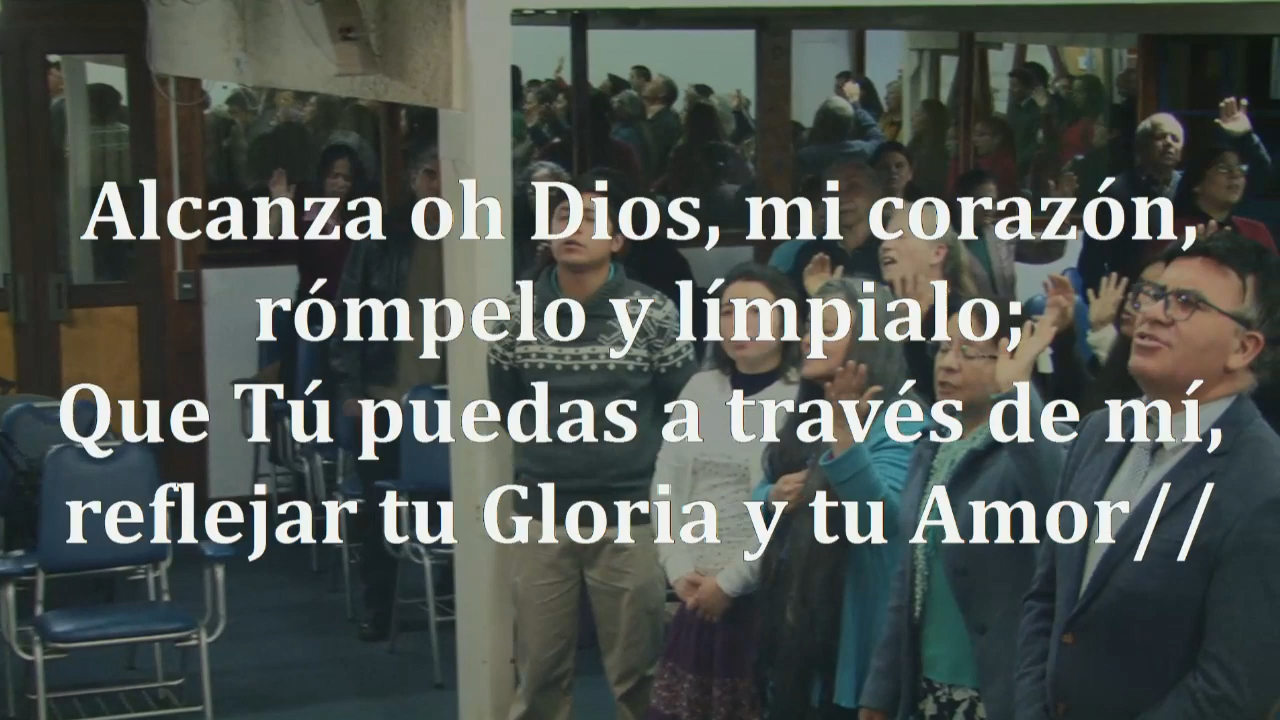 Alcanza oh Dios, mi corazón,
rómpelo y límpialo;
Que Tú puedas a través de mí,
reflejar tu Gloria y tu Amor//